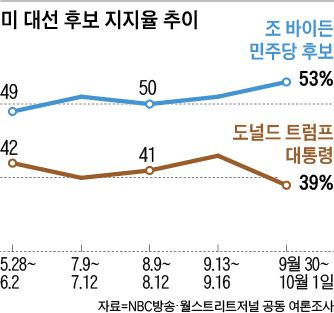 미 대선 후보 지지율 추이
조 바이든
민주당 후보
53%
49
50
도널드 트럼프
대통령
42
41
39%
5.28~
6.2
7.9~
7.12
8.9~
8.12
9.13~
9.16
9월 30~
10월 1일
자료=NBC방송·월스트리트저널 공동 여론조사